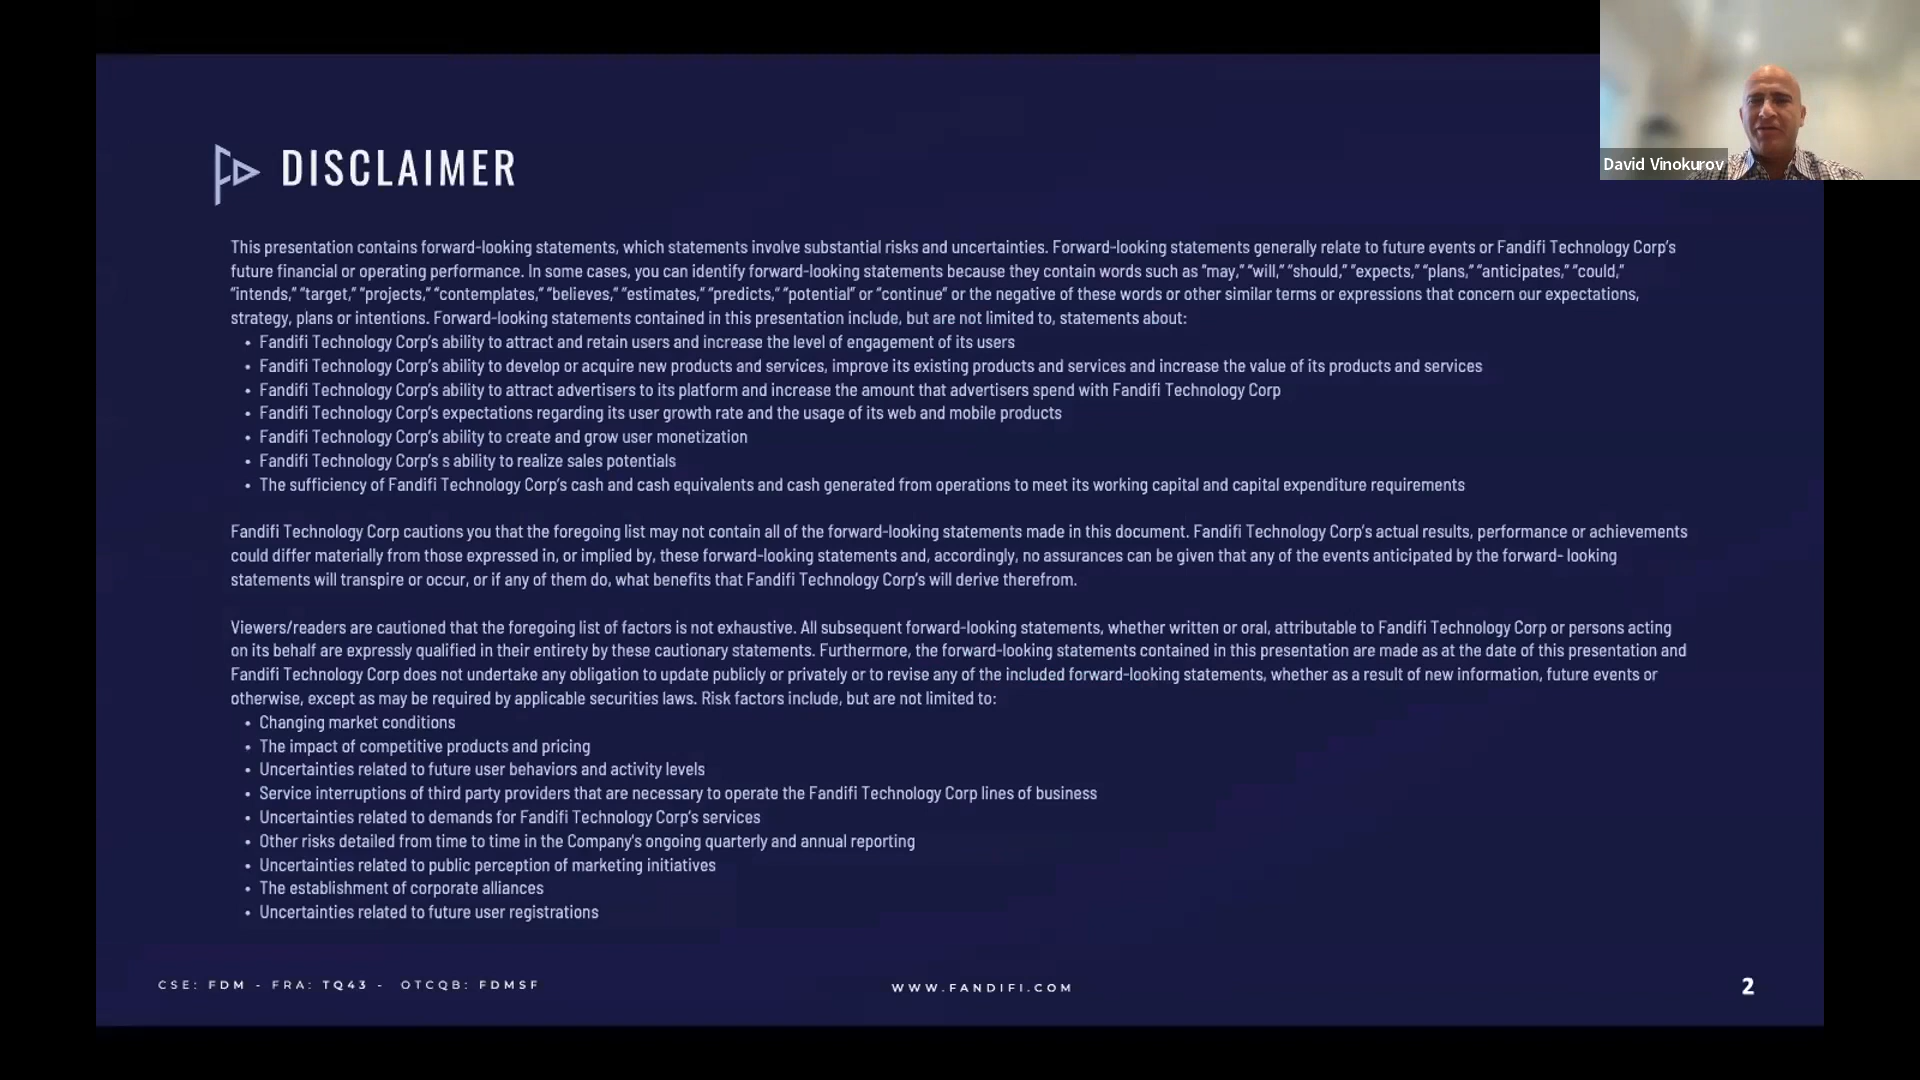 David Vinokurov
DISCLAIMER
This presentation contains forward-looking statements, which statements involve substantial risks and uncertainties. Forward-looking statements generally relate to future events or Fandifi Technology Corp's
future financial or operating performance. In some cases, you can identify forward-looking statements because they contain words such as "may," "will," "should," "expects," "plans," "anticipates," "could,"
"intends," "target," "projects," "contemplates," "believes," "estimates," "predicts," "potential" or "continue" or the negative of these words or other similar terms or expressions that concern our expectations,
strategy, plans or intentions. Forward-looking statements contained in this presentation include, but are not limited to, statements about:
• Fandifi Technology Corp's ability to attract and retain users and increase the level of engagement of its users
• Fandifi Technology Corp's ability to develop or acquire new products and services, improve its existing products and services and increase the value of its products and services
• Fandifi Technology Corp's ability to attract advertisers to its platform and increase the amount that advertisers spend with Fandifi Technology Corp
• Fandifi Technology Corp's expectations regarding its user growth rate and the usage of its web and mobile products
• Fandifi Technology Corp's ability to create and grow user monetization
• Fandifi Technology Corp's s ability to realize sales potentials
• The sufficiency of Fandifi Technology Corp's cash and cash equivalents and cash generated from operations to meet its working capital and capital expenditure requirements
Fandifi Technology Corp cautions you that the foregoing list may not contain all of the forward-looking statements made in this document. Fandifi Technology Corp's actual results, performance or achievements
could differ materially from those expressed in, or implied by, these forward-looking statements and, accordingly, no assurances can be given that any of the events anticipated by the forward- looking
statements will transpire or occur, or if any of them do, what benefits that Fandifi Technology Corp's will derive therefrom.
Viewers/readers are cautioned that the foregoing list of factors is not exhaustive. All subsequent forward-looking statements, whether written or oral, attributable to Fandifi Technology Corp or persons acting
on its behalf are expressly qualified in their entirety by these cautionary statements. Furthermore, the forward-looking statements contained in this presentation are made as at the date of this presentation and
Fandifi Technology Corp does not undertake any obligation to update publicly or privately or to revise any of the included forward-looking statements, whether as a result of new information, future events or
otherwise, except as may be required by applicable securities laws. Risk factors include, but are not limited to:
• Changing market conditions
• The impact of competitive products and pricing
• Uncertainties related to future user behaviors and activity levels
• Service interruptions of third party providers that are necessary to operate the Fandifi Technology Corp lines of business
• Uncertainties related to demands for Fandifi Technology Corp's services
• Other risks detailed from time to time in the Company's ongoing quarterly and annual reporting
• Uncertainties related to public perception of marketing initiatives
• The establishment of corporate alliances
• Uncertainties related to future user registrations
CSE: FDM - FRA: TQ43 - OTCQB: FDMSF
WWW.FANDIFI.COM
2